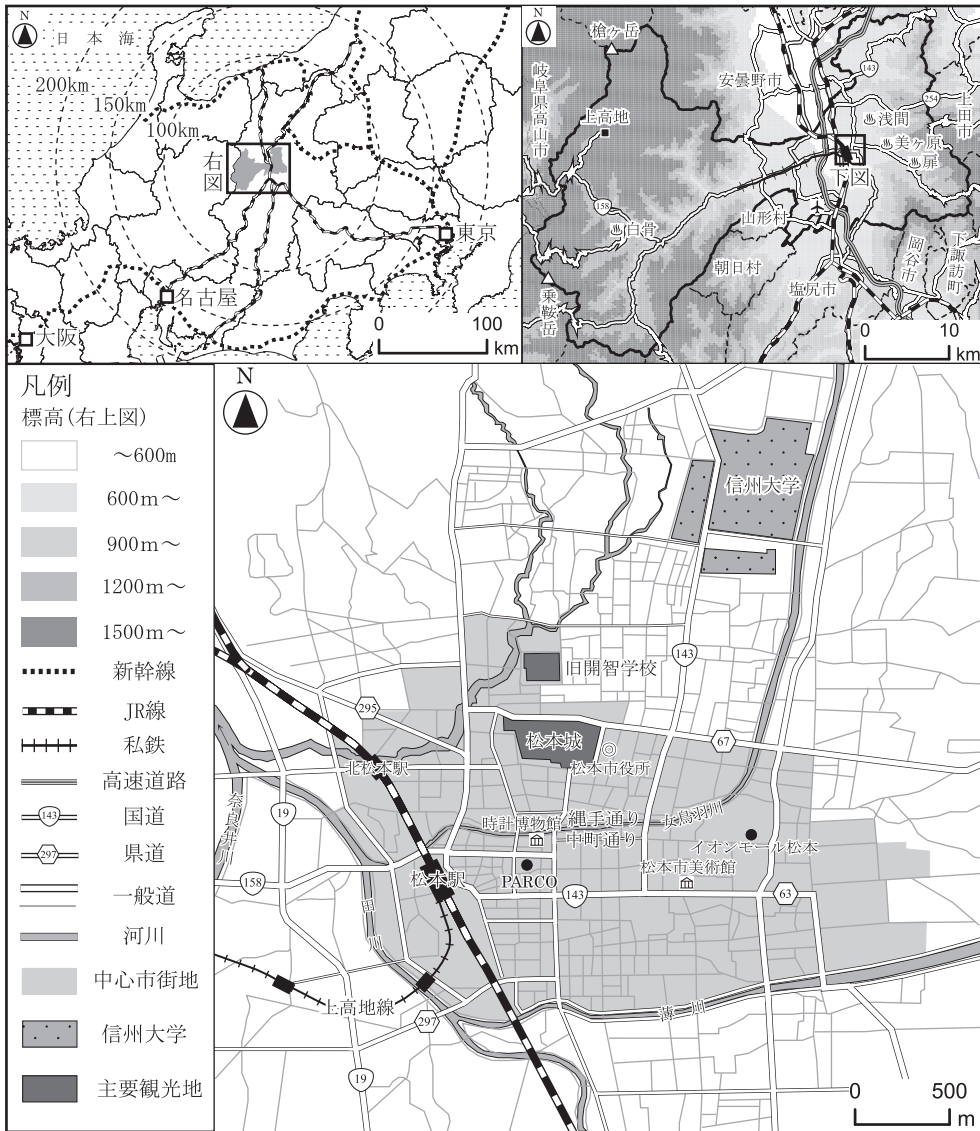 N
日本海
200km
150km
100km
右図
東京
名古屋
大阪
0 100
km
N
槍ヶ岳
岐阜県高山市
上高地
安曇野市
143
254
上田市
浅間
美ヶ原
扉
下図
158
白骨
山形村
朝日村
乗鞍岳
塩尻市
岡谷市
下諏訪町
0 10
km
凡例
標高(右上図)
～600m
600m～
900m～
1200m～
1500m～
新幹線
JR線
私鉄
高速道路
143 国道
297 県道
一般道
河川
中心市街地
信州大学
主要観光地
N
信州大学
旧開智学校
143
295
松本城
67
松本市役所
北松本駅
奈良井川
19
時計博物館
縄手通り
中町通り
女鳥羽川
イオンモール松本
松本市美術館
158
松本駅
PARCO
143
63
田川
上高地線
297
薄川
19
0 500
m